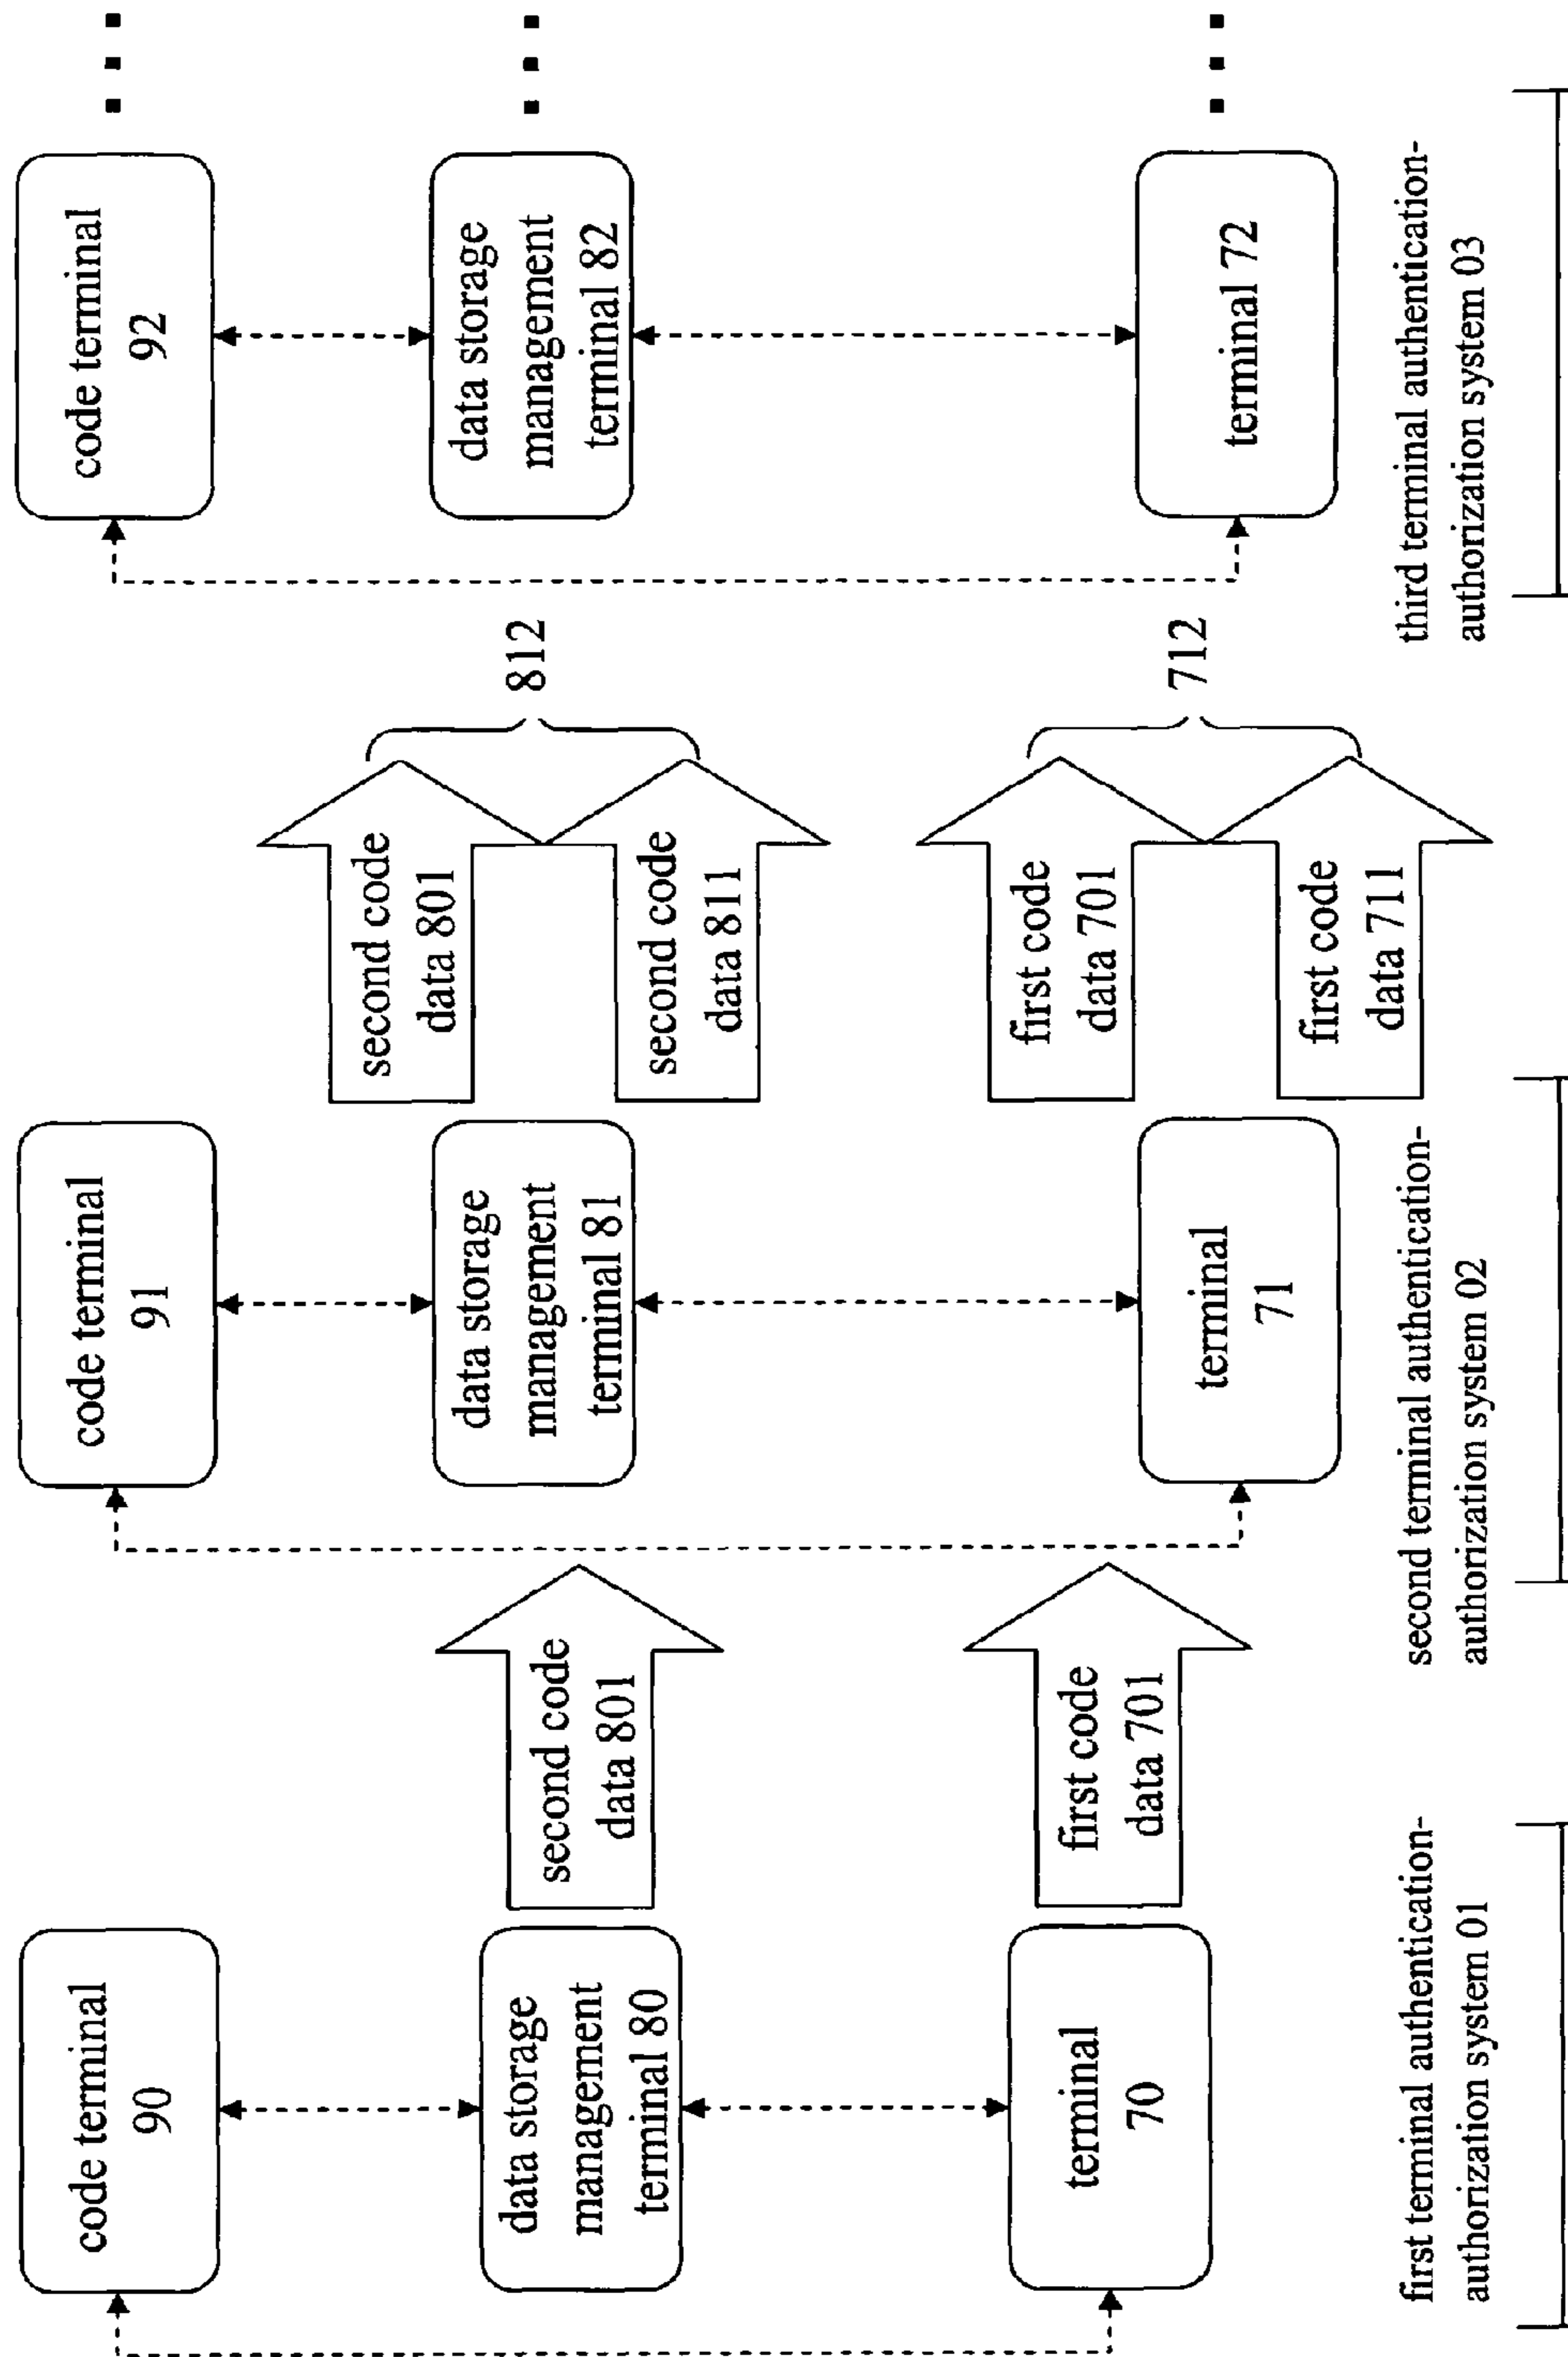 code terminal
90
data storage
management
terminal 80
terminal
70
first terminal authentication-
authorization system 01
second code
data 801
first code
data 701
code terminal
91
data storage
management
terminal 81
terminal
71
second terminal authentication-
authorization system 02
second code
data 801
second code
data 811
812
first code
data 701
first code
data 711
712
code terminal
92
data storage
management
terminal 82
terminal 72
third terminal authentication-
authorization system 03